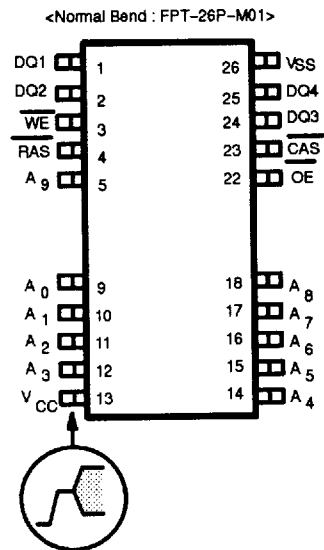 <Normal Bend : FPT-26P-M01>
DQ1 1 26 VSS
DQ2 2 25 DQ4
WE 3 24 DQ3
RAS 4 23 CAS
A9 5 22 OE
A0 9 18 A8
A1 10 17 A7
A2 11 16 A6
A3 12 15 A5
VCC 13 14 A4